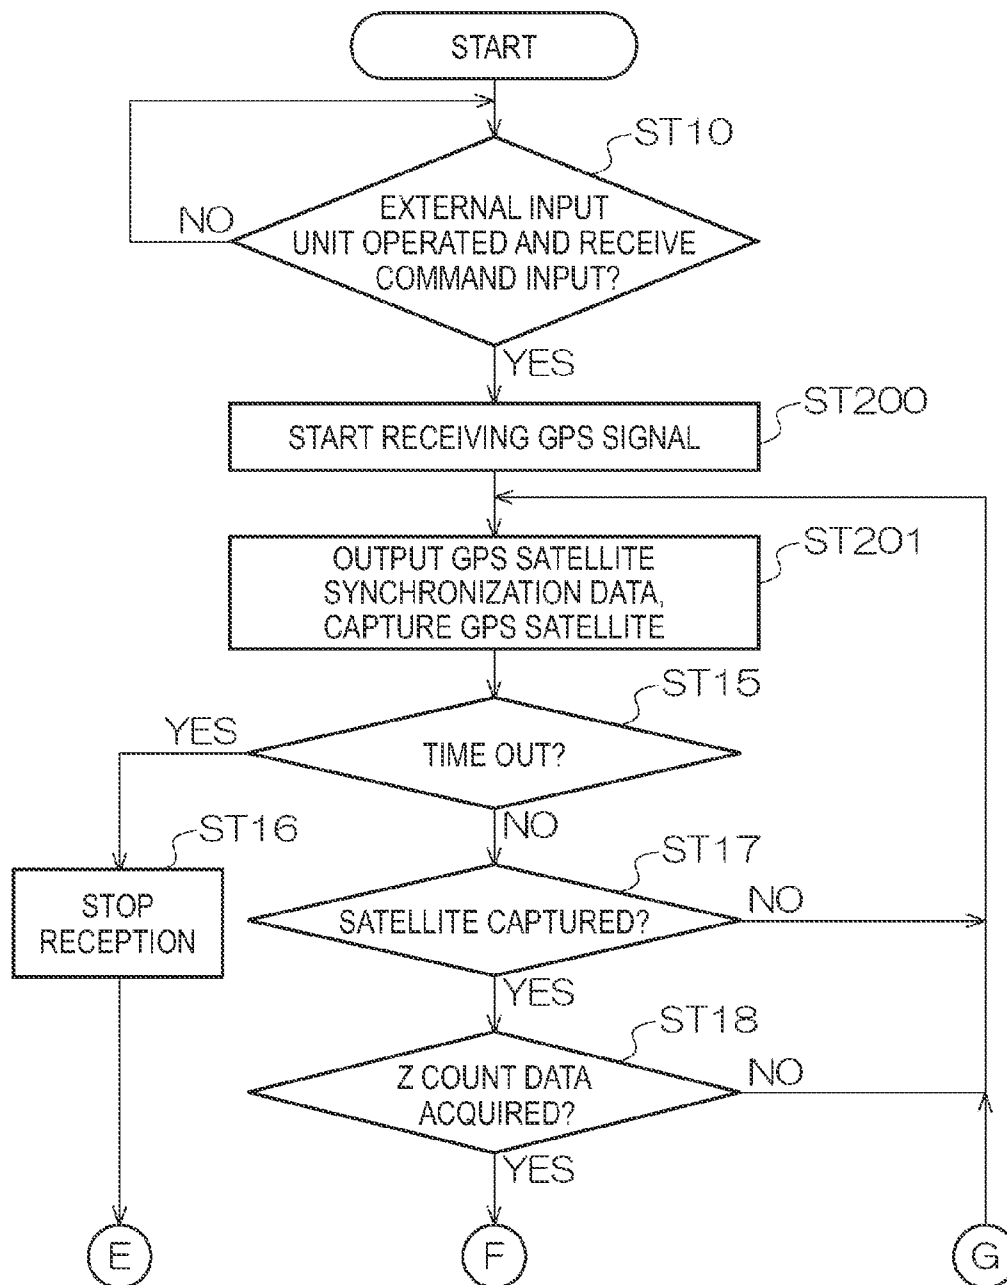 START
ST10
NO
EXTERNAL INPUT
UNIT OPERATED AND RECEIVE
COMMAND INPUT?
YES
ST200
START RECEIVING GPS SIGNAL
ST201
OUTPUT GPS SATELLITE
SYNCHRONIZATION DATA,
CAPTURE GPS SATELLITE
ST15
YES
TIME OUT?
NO
ST16
STOP
RECEPTION
ST17
SATELLITE CAPTURED?
NO
YES
ST18
Z COUNT DATA
ACQUIRED?
NO
YES
E
F
G